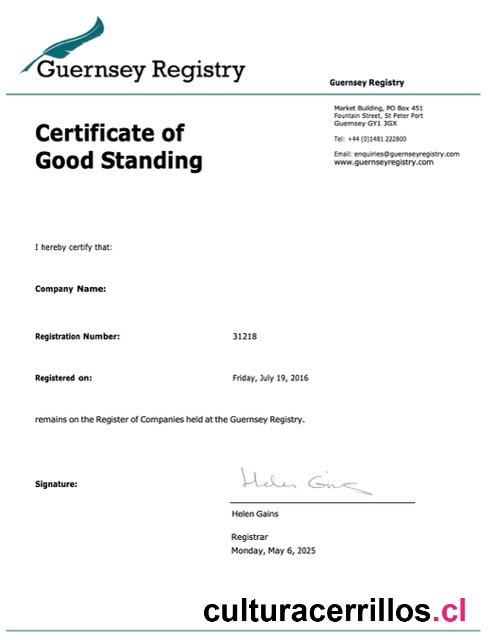 Guernsey Registry
Guernsey Registry
Market Building, PO Box 451
Fountain Street, St Peter Port
Guernsey GY1 3GX
Tel: +44 (0)1481 222800
Email: enquiries@guernseyregistry.com
www.guernseyregistry.com
Certificate of
Good Standing
I hereby certify that:
Company Name:
Registration Number: 31218
Registered on: Friday, July 19, 2016
remains on the Register of Companies held at the Guernsey Registry.
Signature: Helen Gains
Helen Gains
Registrar
Monday, May 6, 2025
culturacerrillos.cl